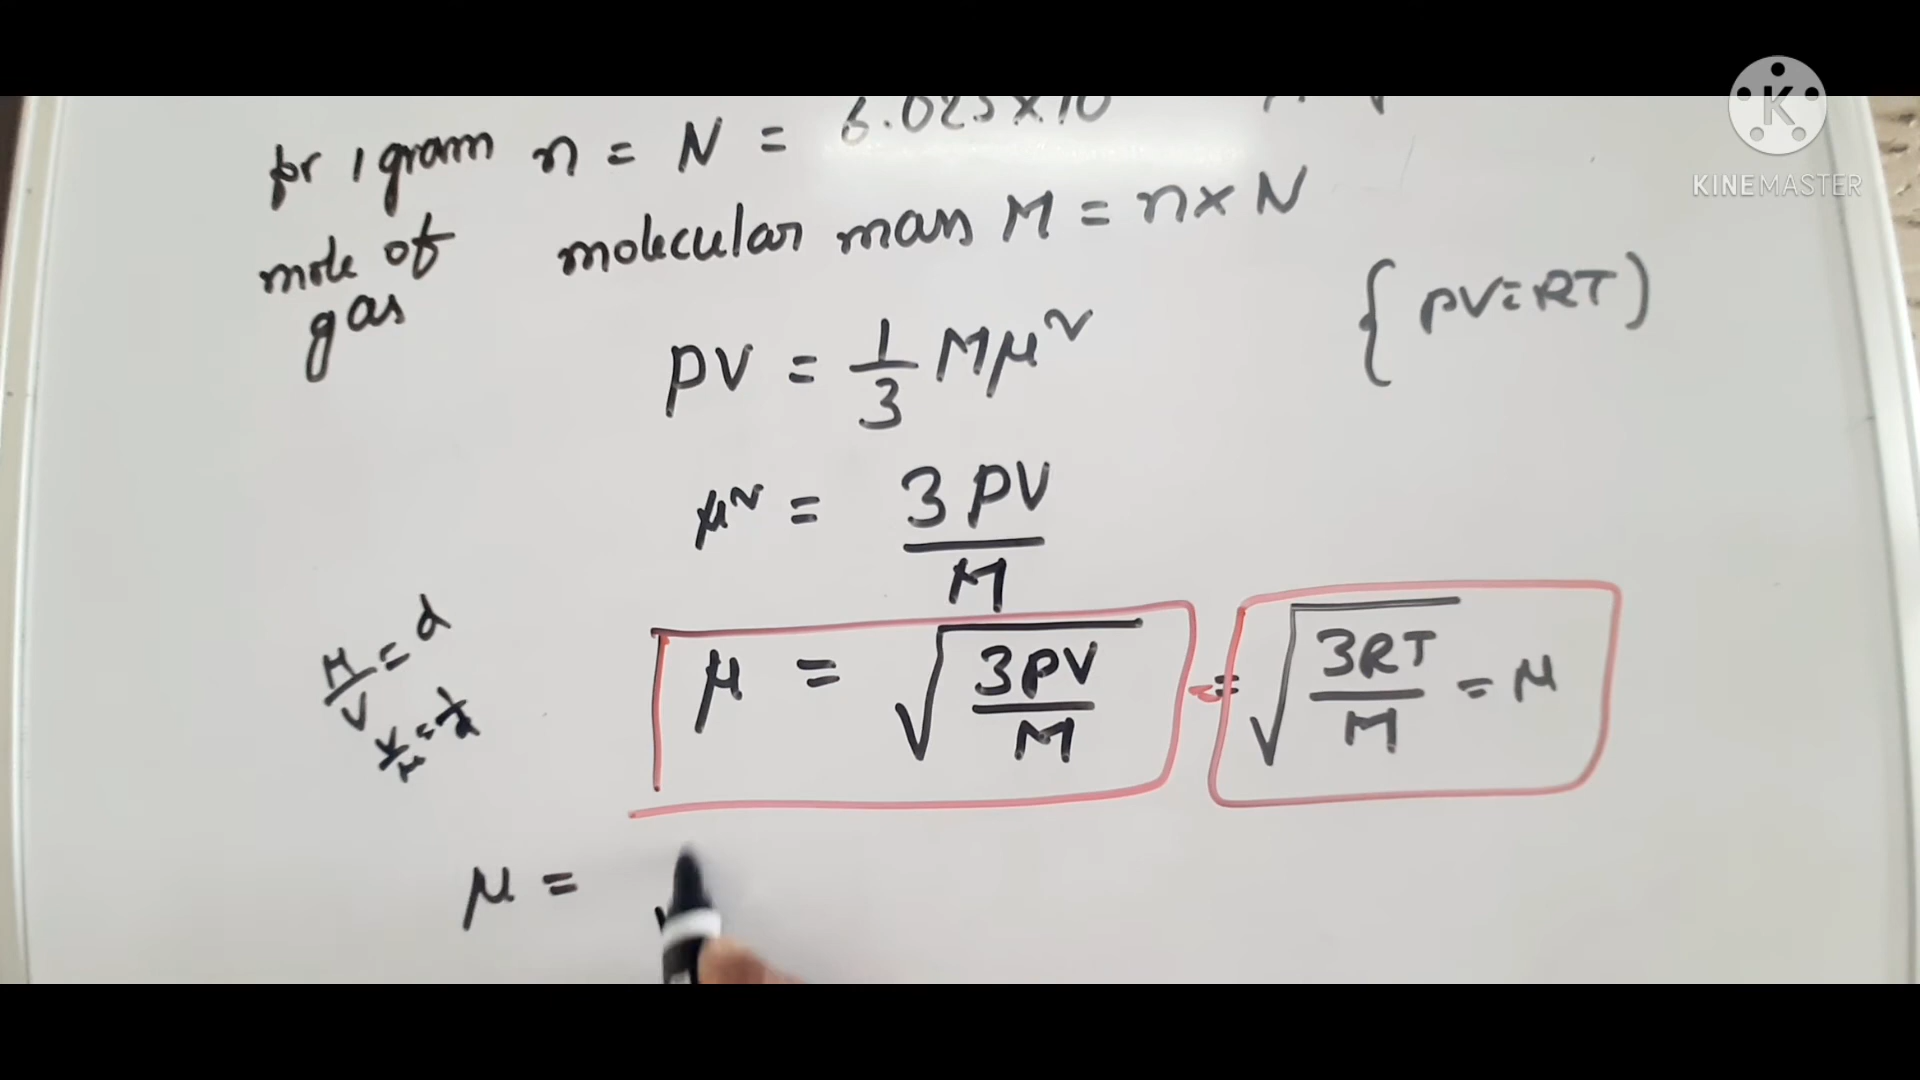 for 1 gram n = N = 6.023×10
mole of gas
molecular mass M = n×N
{ PV=RT )
PV = 1/3 Mμ²
μ² = 3PV/M
M/V = d
V/M = 1/d
μ = √3PV/M = √3RT/M = μ
μ =
K
KINEMASTER